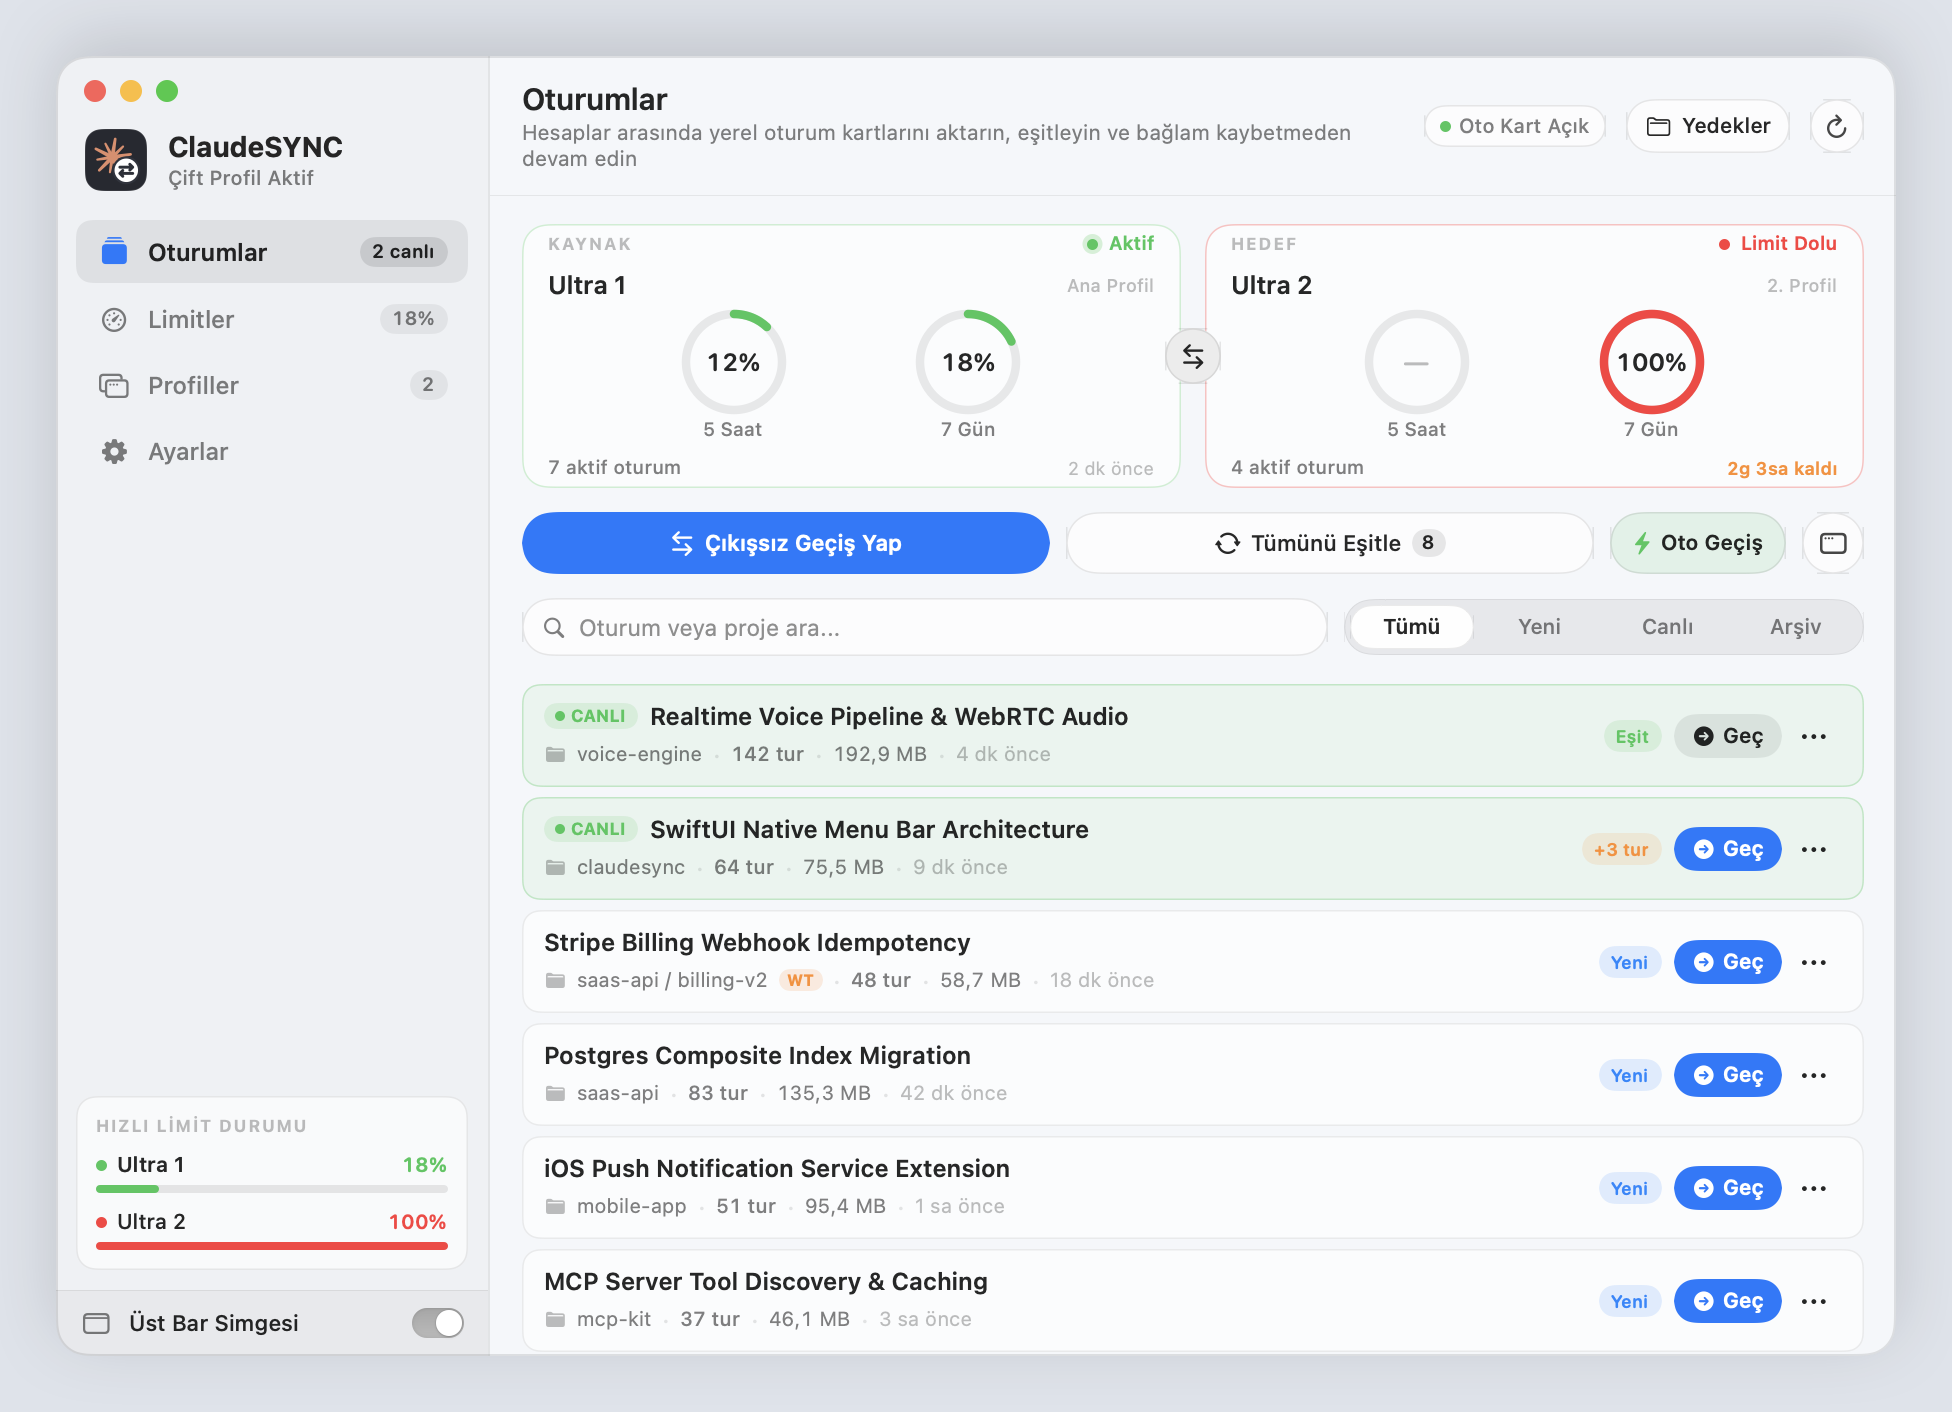 ClaudeSYNC
Çift Profil Aktif
Oturumlar 2 canlı
Limitler 18%
Profiller 2
Ayarlar
HIZLI LİMİT DURUMU
Ultra 1 18%
Ultra 2 100%
Üst Bar Simgesi
Oturumlar
Hesaplar arasında yerel oturum kartlarını aktarın, eşitleyin ve bağlam kaybetmeden
devam edin
Oto Kart Açık
Yedekler
KAYNAK Aktif
Ultra 1 Ana Profil
12% 18%
5 Saat 7 Gün
7 aktif oturum 2 dk önce
HEDEF Limit Dolu
Ultra 2 2. Profil
— 100%
5 Saat 7 Gün
4 aktif oturum 2g 3sa kaldı
Çıkışsız Geçiş Yap
Tümünü Eşitle 8
Oto Geçiş
Oturum veya proje ara...
Tümü Yeni Canlı Arşiv
CANLI Realtime Voice Pipeline & WebRTC Audio
voice-engine · 142 tur · 192,9 MB · 4 dk önce
Eşit Geç
CANLI SwiftUI Native Menu Bar Architecture
claudesync · 64 tur · 75,5 MB · 9 dk önce
+3 tur Geç
Stripe Billing Webhook Idempotency
saas-api / billing-v2 WT · 48 tur · 58,7 MB · 18 dk önce
Yeni Geç
Postgres Composite Index Migration
saas-api · 83 tur · 135,3 MB · 42 dk önce
Yeni Geç
iOS Push Notification Service Extension
mobile-app · 51 tur · 95,4 MB · 1 sa önce
Yeni Geç
MCP Server Tool Discovery & Caching
mcp-kit · 37 tur · 46,1 MB · 3 sa önce
Yeni Geç